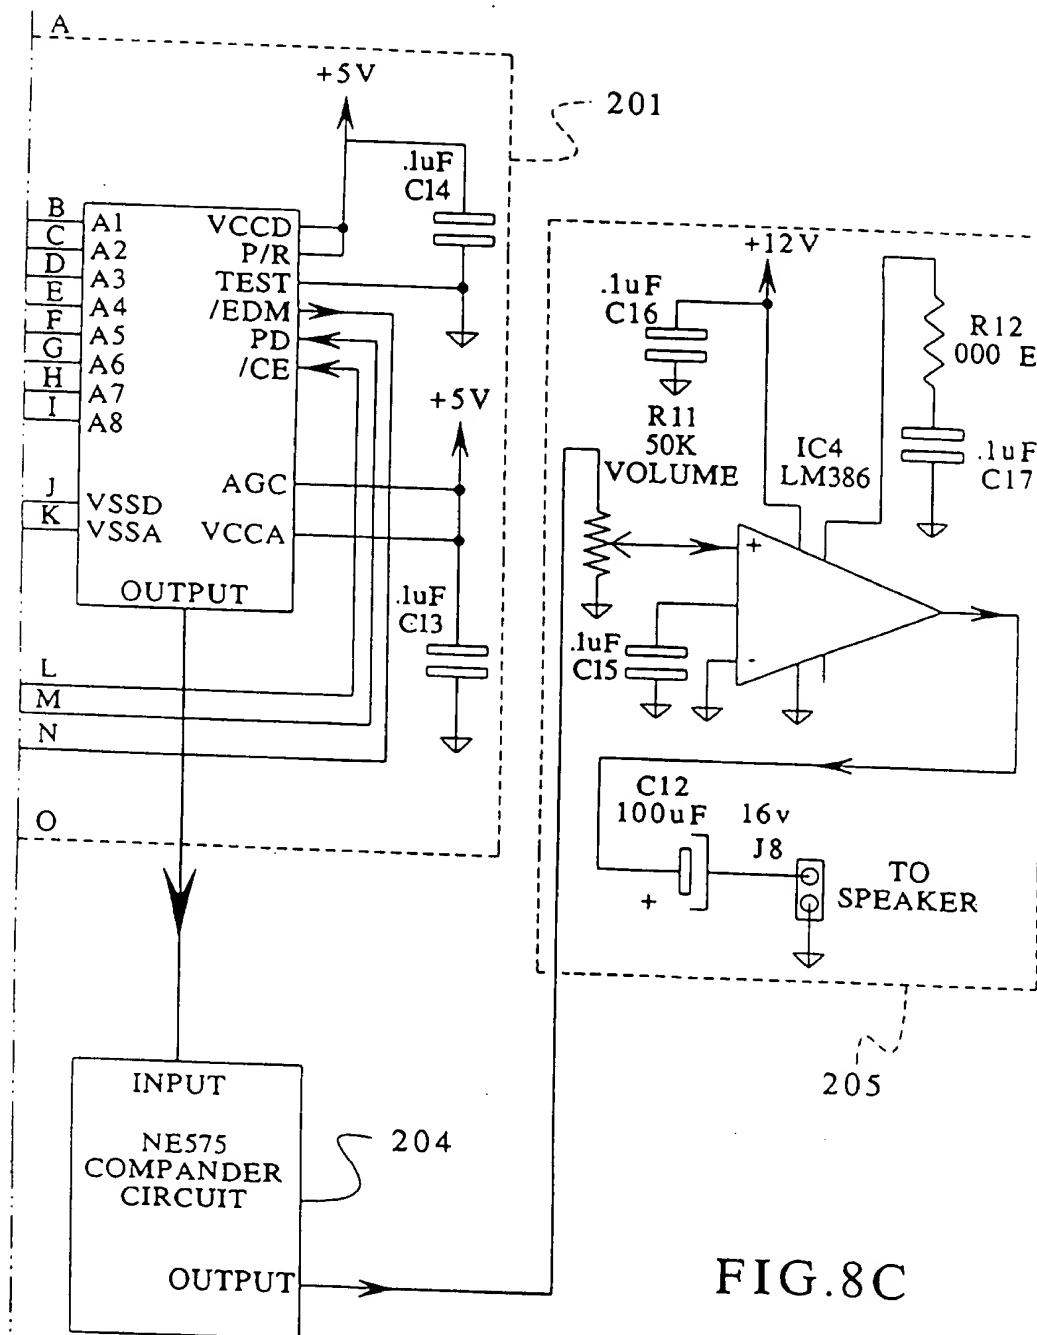 A
+5V
201
.1uF
C14
B
C
D
E
F
G
H
I
J
K
A1
A2
A3
A4
A5
A6
A7
A8
VSSD
VSSA
VCCD
P/R
TEST
/EDM
PD
/CE
AGC
VCCA
OUTPUT
+5V
.1uF
C13
L
M
N
O
+12V
.1uF
C16
R12
000 E
R11
50K
VOLUME
IC4
LM386
.1uF
C17
+
-
.1uF
C15
C12
100uF
16v
J8
+
TO
SPEAKER
205
INPUT
NE575
COMPANDER
CIRCUIT
OUTPUT
204
FIG.8C